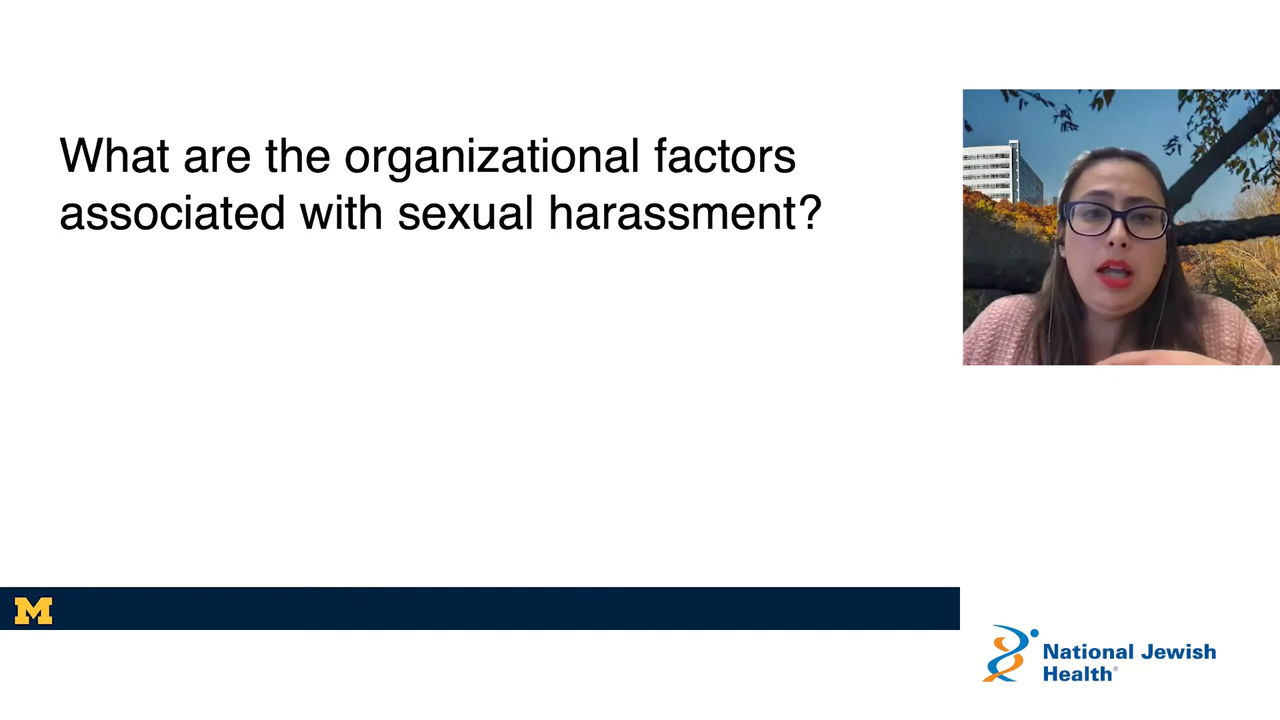 What are the organizational factors
associated with sexual harassment?
M
National Jewish
Health®